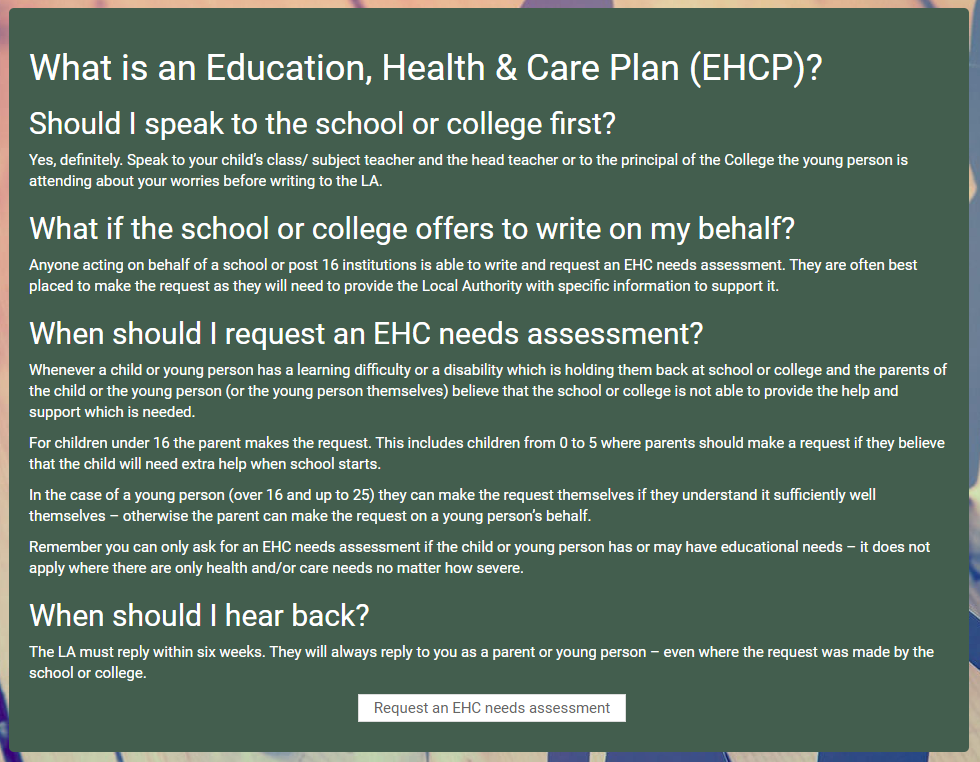 What is an Education, Health & Care Plan (EHCP)?
Should I speak to the school or college first?
Yes, definitely. Speak to your child's class/ subject teacher and the head teacher or to the principal of the College the young person is
attending about your worries before writing to the LA.
What if the school or college offers to write on my behalf?
Anyone acting on behalf of a school or post 16 institutions is able to write and request an EHC needs assessment. They are often best
placed to make the request as they will need to provide the Local Authority with specific information to support it.
When should I request an EHC needs assessment?
Whenever a child or young person has a learning difficulty or a disability which is holding them back at school or college and the parents of
the child or the young person (or the young person themselves) believe that the school or college is not able to provide the help and
support which is needed.
For children under 16 the parent makes the request. This includes children from 0 to 5 where parents should make a request if they believe
that the child will need extra help when school starts.
In the case of a young person (over 16 and up to 25) they can make the request themselves if they understand it sufficiently well
themselves – otherwise the parent can make the request on a young person's behalf.
Remember you can only ask for an EHC needs assessment if the child or young person has or may have educational needs – it does not
apply where there are only health and/or care needs no matter how severe.
When should I hear back?
The LA must reply within six weeks. They will always reply to you as a parent or young person – even where the request was made by the
school or college.
Request an EHC needs assessment